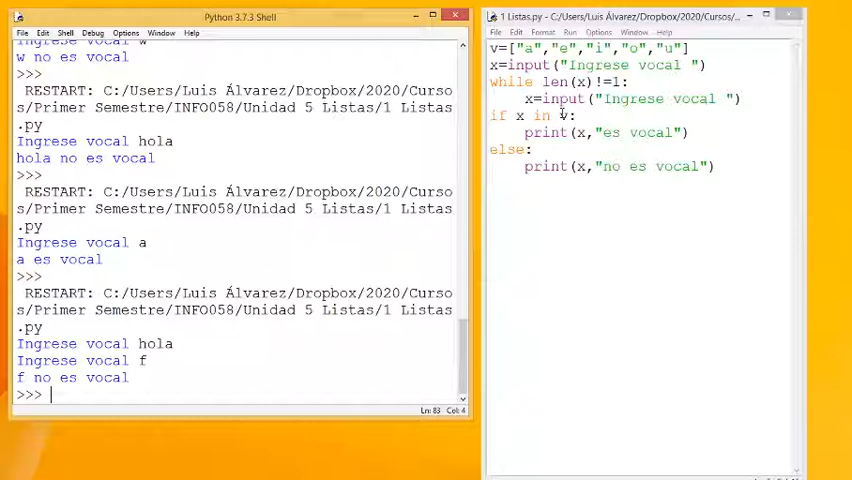 Python 3.7.3 Shell
File Edit Shell Debug Options Window Help
Ingrese vocal w
w no es vocal
>>>
RESTART: C:/Users/Luis Álvarez/Dropbox/2020/Curso
s/Primer Semestre/INFO058/Unidad 5 Listas/1 Listas
.py
Ingrese vocal hola
hola no es vocal
>>>
RESTART: C:/Users/Luis Álvarez/Dropbox/2020/Curso
s/Primer Semestre/INFO058/Unidad 5 Listas/1 Listas
.py
Ingrese vocal a
a es vocal
>>>
RESTART: C:/Users/Luis Álvarez/Dropbox/2020/Curso
s/Primer Semestre/INFO058/Unidad 5 Listas/1 Listas
.py
Ingrese vocal hola
Ingrese vocal f
f no es vocal
>>>
Ln: 83 Col: 4
1 Listas.py - C:/Users/Luis Álvarez/Dropbox/2020/Cursos/...
File Edit Format Run Options Window Help
v=["a","e","i","o","u"]
x=input("Ingrese vocal ")
while len(x)!=1:
    x=input("Ingrese vocal ")
if x in v:
    print(x,"es vocal")
else:
    print(x,"no es vocal")